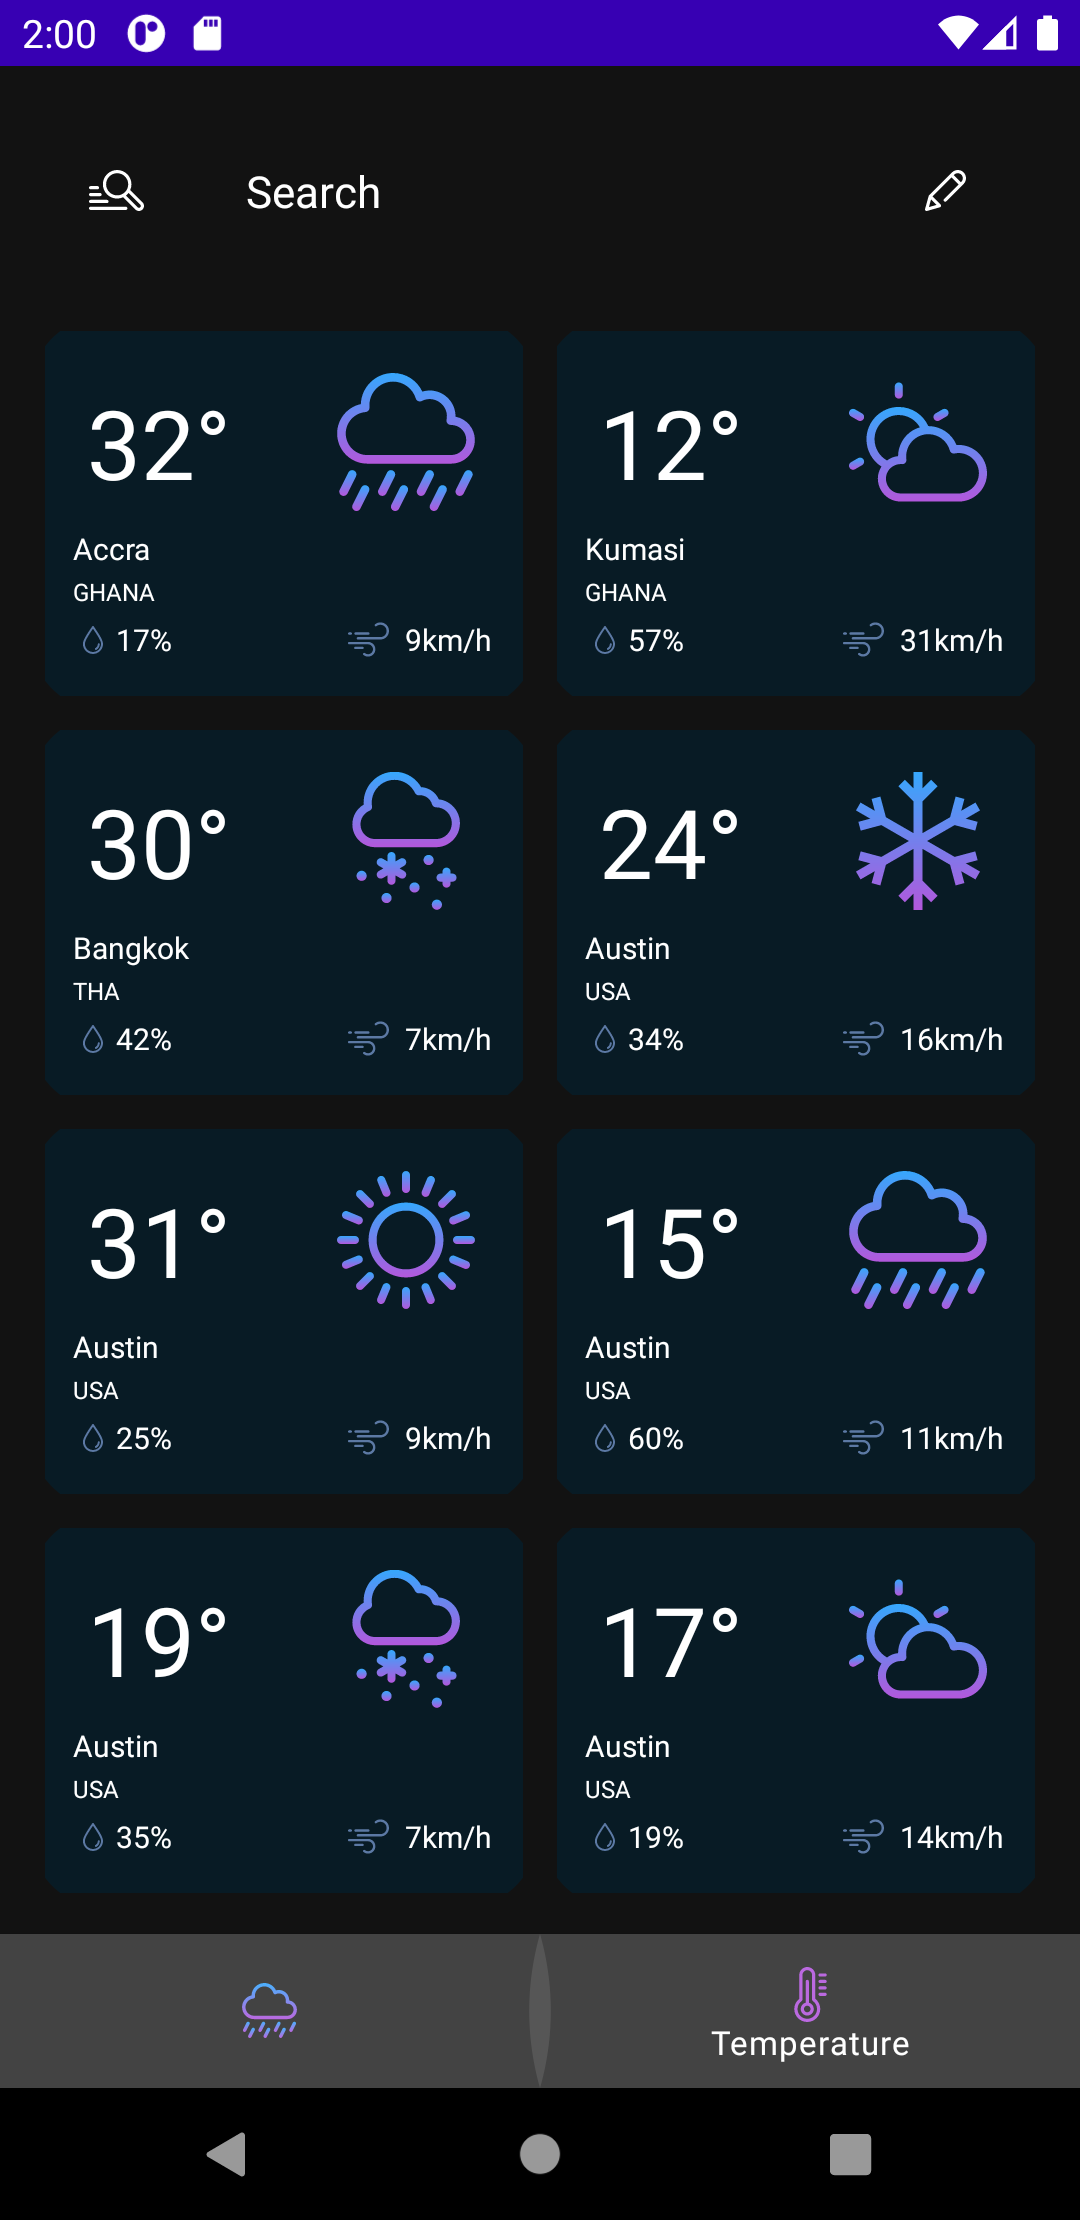 2:00
Search
32°
Accra
GHANA
17% 9km/h
12°
Kumasi
GHANA
57% 31km/h
30°
Bangkok
THA
42% 7km/h
24°
Austin
USA
34% 16km/h
31°
Austin
USA
25% 9km/h
15°
Austin
USA
60% 11km/h
19°
Austin
USA
35% 7km/h
17°
Austin
USA
19% 14km/h
Temperature